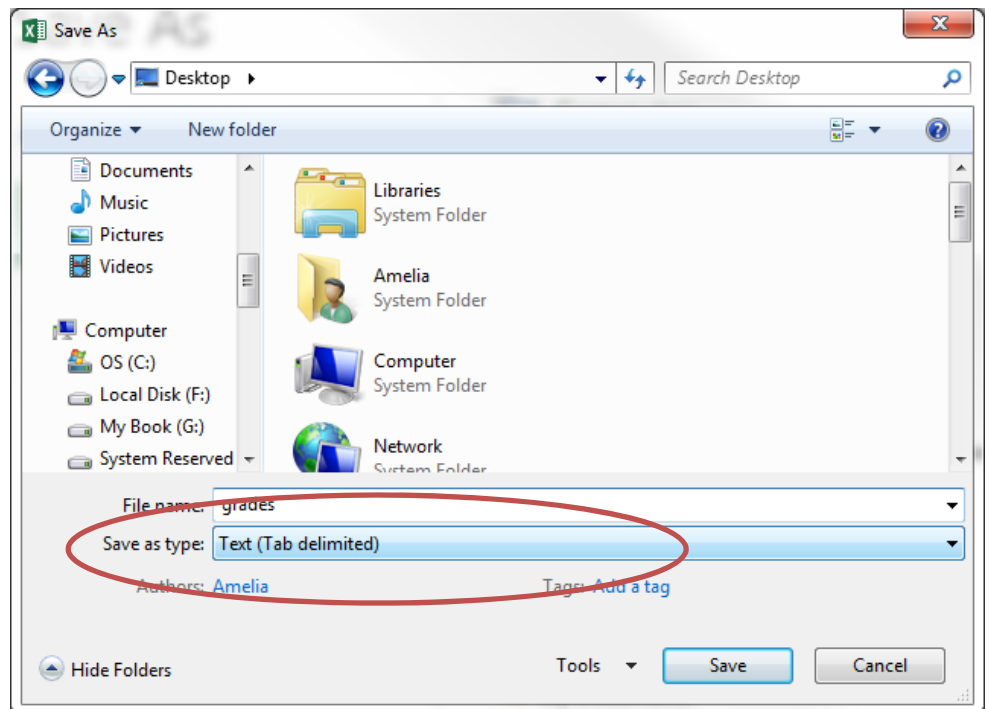 Save As
Desktop
Search Desktop
Organize
New folder
Documents
Music
Pictures
Videos
Computer
OS (C:)
Local Disk (F:)
My Book (G:)
System Reserved
Libraries
System Folder
Amelia
System Folder
Computer
System Folder
Network
System Folder
File name: grades
Save as type: Text (Tab delimited)
Authors: Amelia Tags: Add a tag
Hide Folders Tools Save Cancel